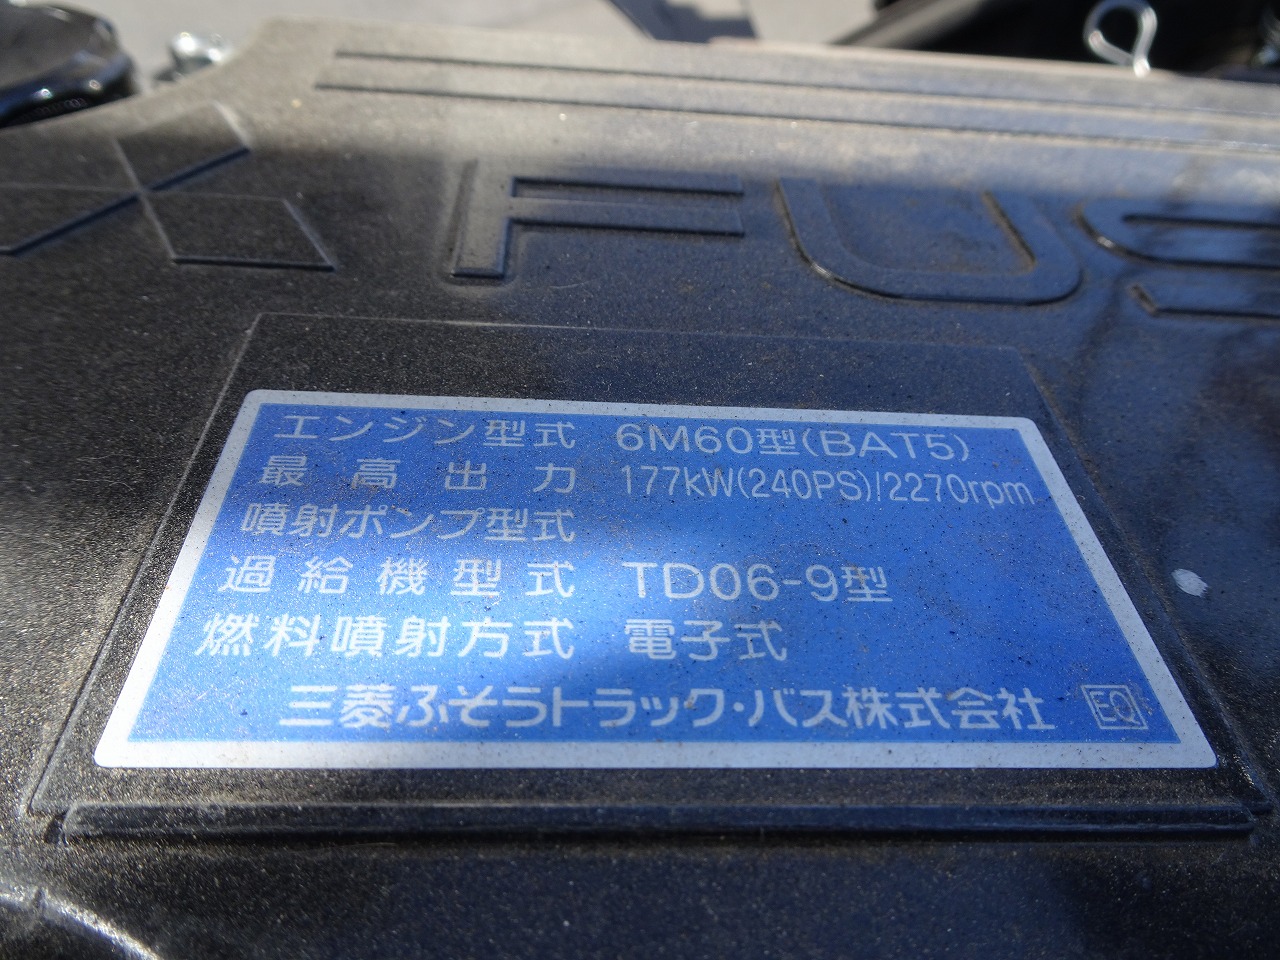 FUS
エンジン型式 6M60型(BAT5)
最高出力 177kW(240PS)/2270rpm
噴射ポンプ型式
過給機型式 TD06-9型
燃料噴射方式 電子式
三菱ふそうトラック・バス株式会社 EQ